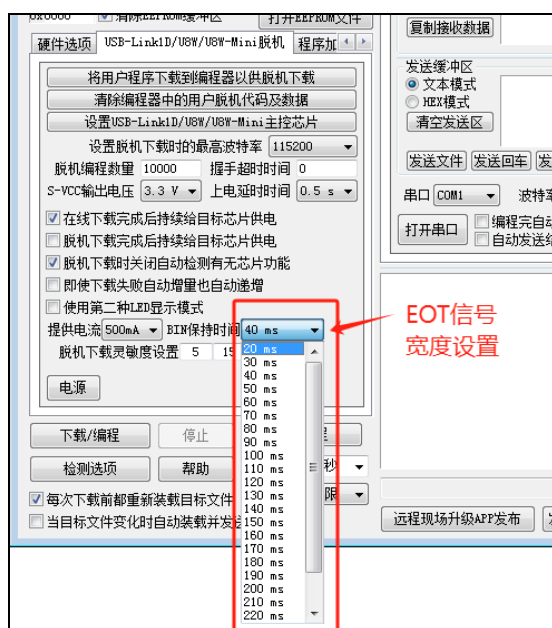 0x0000 清除EEPROM缓冲区 打开EEPROM文件
硬件选项 USB-Link1D/U8W/U8W-Mini脱机 程序加
将用户程序下载到编程器以供脱机下载
清除编程器中的用户脱机代码及数据
设置USB-Link1D/U8W/U8W-Mini主控芯片
设置脱机下载时的最高波特率 115200
脱机编程数量 10000 握手超时时间 0
S-VCC输出电压 3.3 V 上电延时时间 0.5 s
在线下载完成后持续给目标芯片供电
脱机下载完成后持续给目标芯片供电
脱机下载时关闭自动检测有无芯片功能
即使下载失败自动增量也自动递增
使用第二种LED显示模式
提供电流 500mA BIN保持时间 40 ms
脱机下载灵敏度设置 5 15
电源
20 ms
30 ms
40 ms
50 ms
60 ms
70 ms
80 ms
90 ms
100 ms
110 ms
120 ms
130 ms
140 ms
150 ms
160 ms
170 ms
180 ms
190 ms
200 ms
210 ms
220 ms
下载/编程 停止 程
检测选项 帮助 秒
每次下载前都重新装载目标文件 限
当目标文件变化时自动装载并发送
复制接收数据
发送缓冲区
文本模式
HEX模式
清空发送区
发送文件 发送回车 发
串口 COM1 波特率
打开串口 编程完自动
自动发送结
EOT信号
宽度设置
远程现场升级APP发布 发